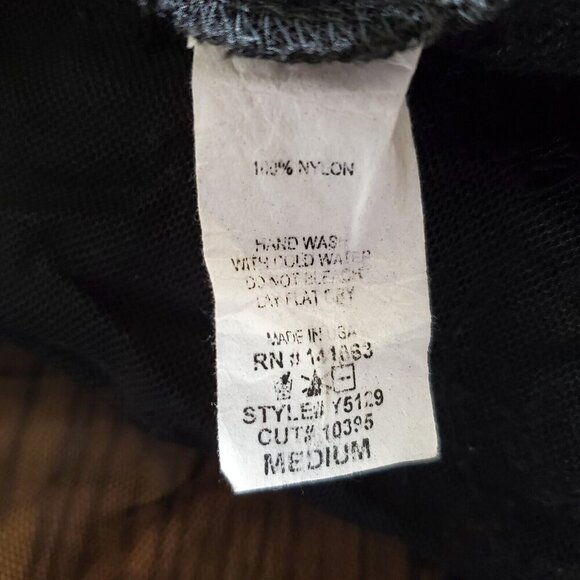 100% NYLON
HAND WASH
WITH COLD WATER
DO NOT BLEACH
LAY FLAT DRY
MADE IN USA
RN #
STYLE# Y5129
CUT# 10395
MEDIUM